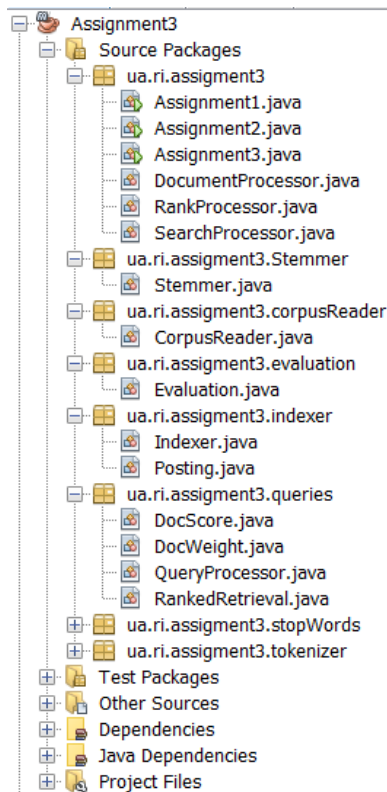 Assignment3
Source Packages
ua.ri.assigment3
Assignment1.java
Assignment2.java
Assignment3.java
DocumentProcessor.java
RankProcessor.java
SearchProcessor.java
ua.ri.assigment3.Stemmer
Stemmer.java
ua.ri.assigment3.corpusReader
CorpusReader.java
ua.ri.assigment3.evaluation
Evaluation.java
ua.ri.assigment3.indexer
Indexer.java
Posting.java
ua.ri.assigment3.queries
DocScore.java
DocWeight.java
QueryProcessor.java
RankedRetrieval.java
ua.ri.assigment3.stopWords
ua.ri.assigment3.tokenizer
Test Packages
Other Sources
Dependencies
Java Dependencies
Project Files